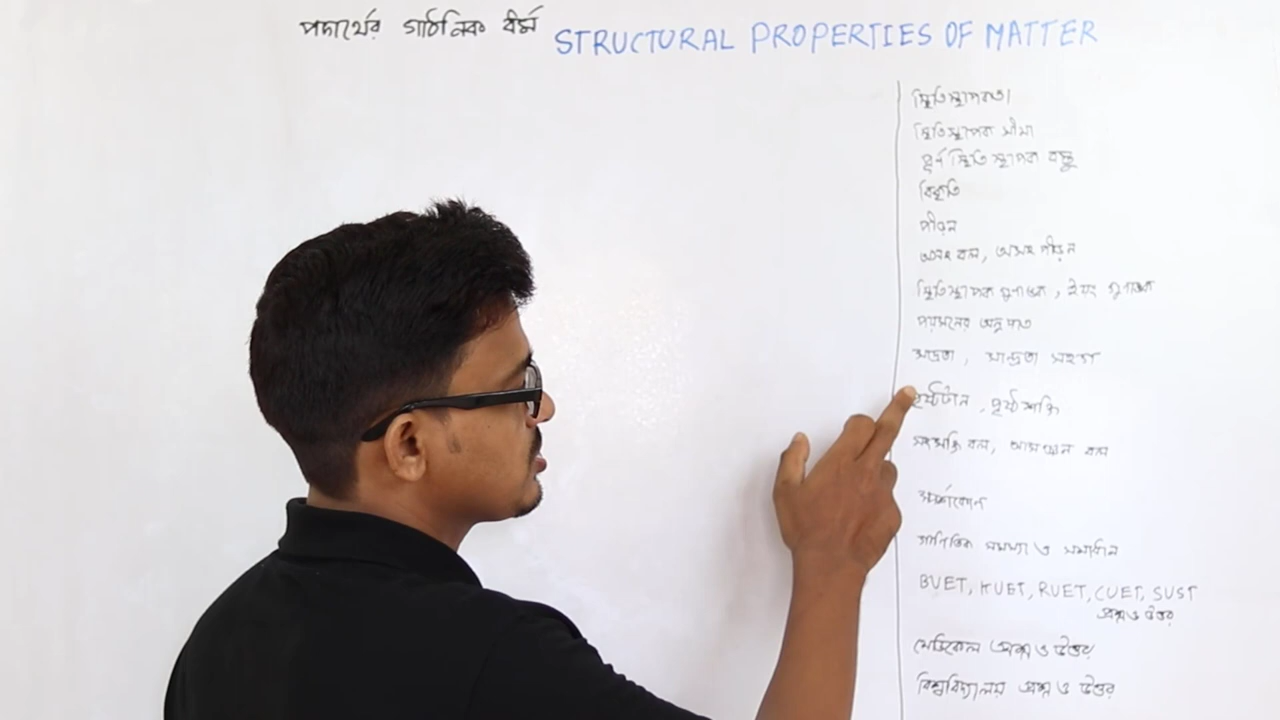 পদার্থের গাঠনিক ধর্ম STRUCTURAL PROPERTIES OF MATTER
স্থিতিস্থাপকতা
স্থিতিস্থাপক সীমা
পূর্ণ স্থিতিস্থাপক বস্তু
বিকৃতি
পীড়ন
অসহ বল, অসহ পীড়ন
স্থিতিস্থাপক গুণাঙ্ক, ইয়ং গুণাঙ্ক
পয়সনের অনুপাত
সান্দ্রতা, সান্দ্রতা সহগ
পৃষ্ঠটান, পৃষ্ঠশক্তি
সংসক্তি বল, আসঞ্জন বল
স্পর্শকোণ
গাণিতিক সমস্যা ও সমাধান
BUET, KUET, RUET, CUET, SUST
প্রশ্ন ও উত্তর
মেডিকেল প্রশ্ন ও উত্তর
বিশ্ববিদ্যালয় প্রশ্ন ও উত্তর